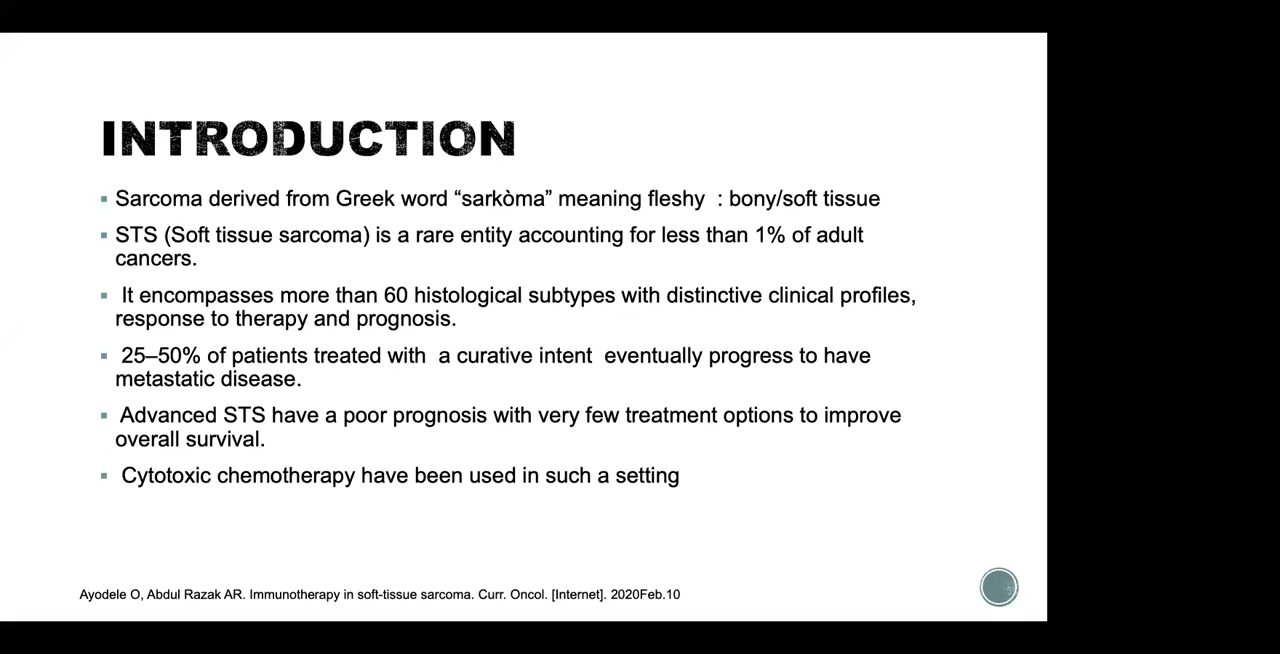 INTRODUCTION
▪ Sarcoma derived from Greek word “sarkòma” meaning fleshy : bony/soft tissue
▪ STS (Soft tissue sarcoma) is a rare entity accounting for less than 1% of adult
cancers.
▪ It encompasses more than 60 histological subtypes with distinctive clinical profiles,
response to therapy and prognosis.
▪ 25–50% of patients treated with a curative intent eventually progress to have
metastatic disease.
▪ Advanced STS have a poor prognosis with very few treatment options to improve
overall survival.
▪ Cytotoxic chemotherapy have been used in such a setting
Ayodele O, Abdul Razak AR. Immunotherapy in soft-tissue sarcoma. Curr. Oncol. [Internet]. 2020Feb.10